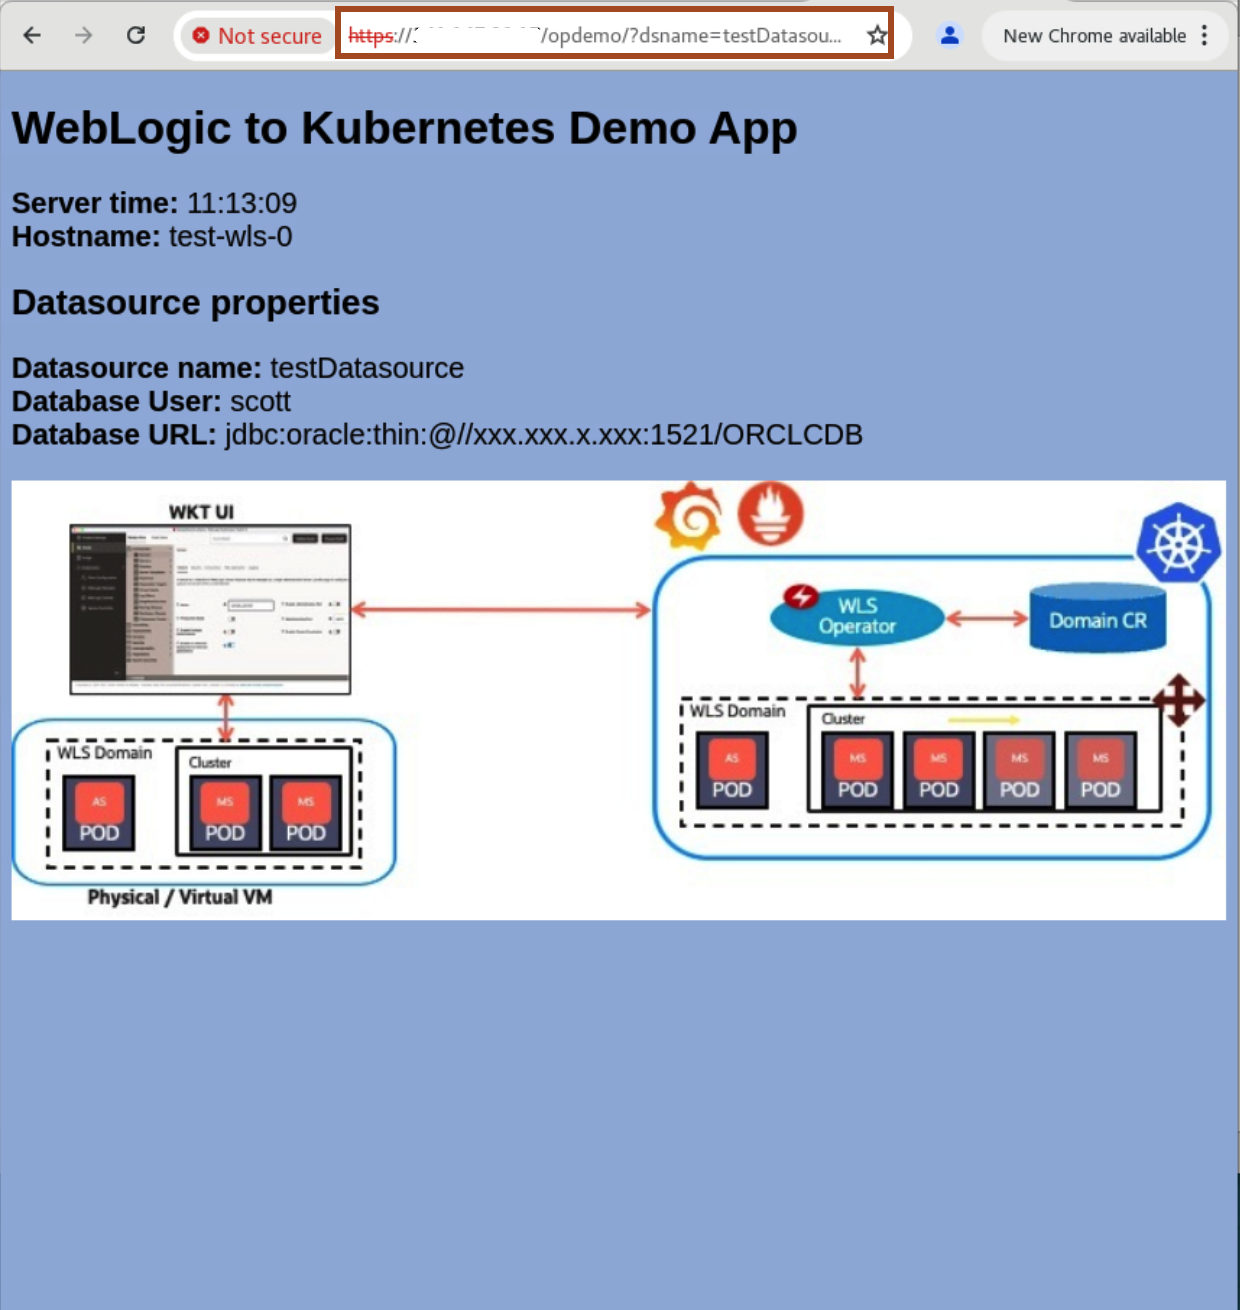 Not secure https:// /opdemo/?dsname=testDatasou... New Chrome available
WebLogic to Kubernetes Demo App
Server time: 11:13:09
Hostname: test-wls-0
Datasource properties
Datasource name: testDatasource
Database User: scott
Database URL: jdbc:oracle:thin:@//xxx.xxx.x.xxx:1521/ORCLCDB
WKT UI
WLS
Operator
Domain CR
WLS Domain
Cluster
AS
POD
MS
POD
MS
POD
MS
POD
MS
POD
WLS Domain
Cluster
AS
POD
MS
POD
MS
POD
Physical / Virtual VM